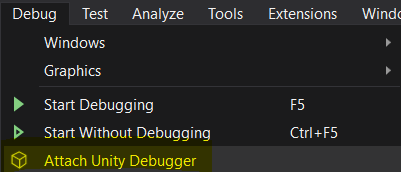 Debug Test Analyze Tools Extensions Windo
Windows
Graphics
Start Debugging F5
Start Without Debugging Ctrl+F5
Attach Unity Debugger